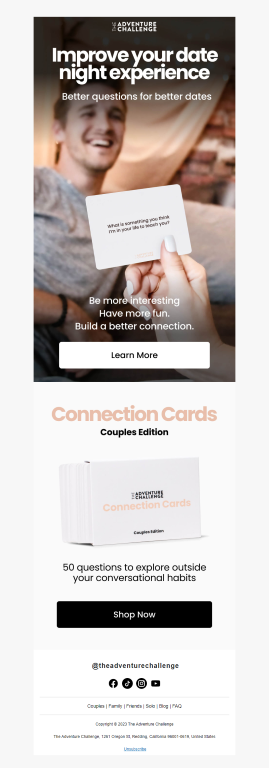 THE ADVENTURE
CHALLENGE
Improve your date
night experience
Better questions for better dates
What is something you think
I'm in your life to teach you?
Be more interesting
Have more fun.
Build a better connection.
Learn More
Connection Cards
Couples Edition
THE ADVENTURE
CHALLENGE
Connection Cards
Couples Edition
50 questions to explore outside
your conversational habits
Shop Now
@theadventurechallenge
Couples | Family | Friends | Solo | Blog | FAQ
Copyright © 2023 The Adventure Challenge
The Adventure Challenge, 1261 Oregon St, Redding, California 96001-0619, United States
Unsubscribe